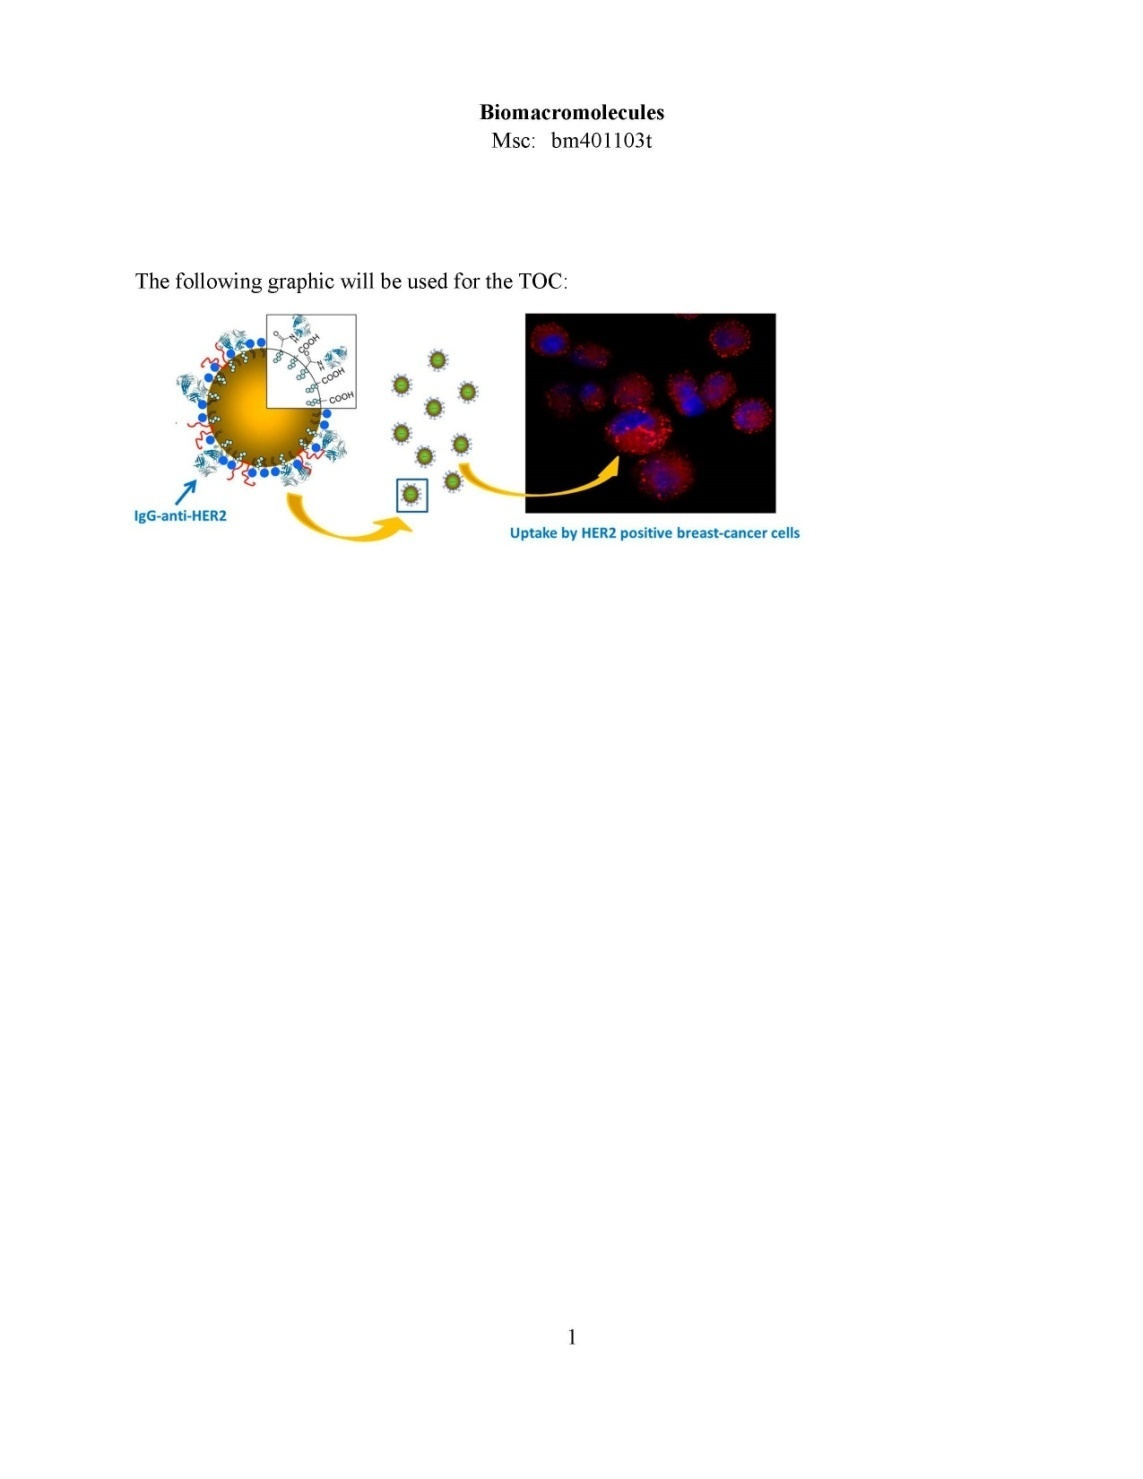 Biomacromolecules
Msc: bm401103t
The following graphic will be used for the TOC:
O
N
H
COOH
O
N
H
COOH
COOH
IgG-anti-HER2
Uptake by HER2 positive breast-cancer cells
1